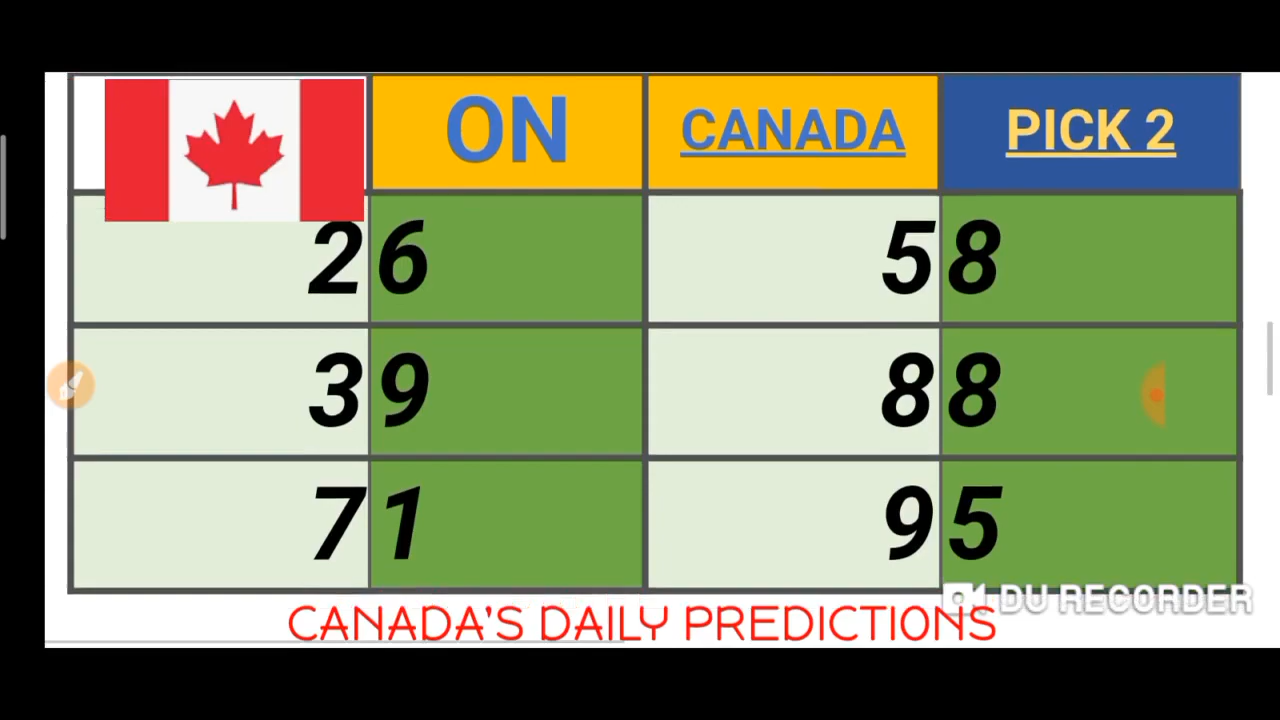 ON CANADA PICK 2
26 58
39 88
71 95
CANADA'S DAILY PREDICTIONS
DU RECORDER